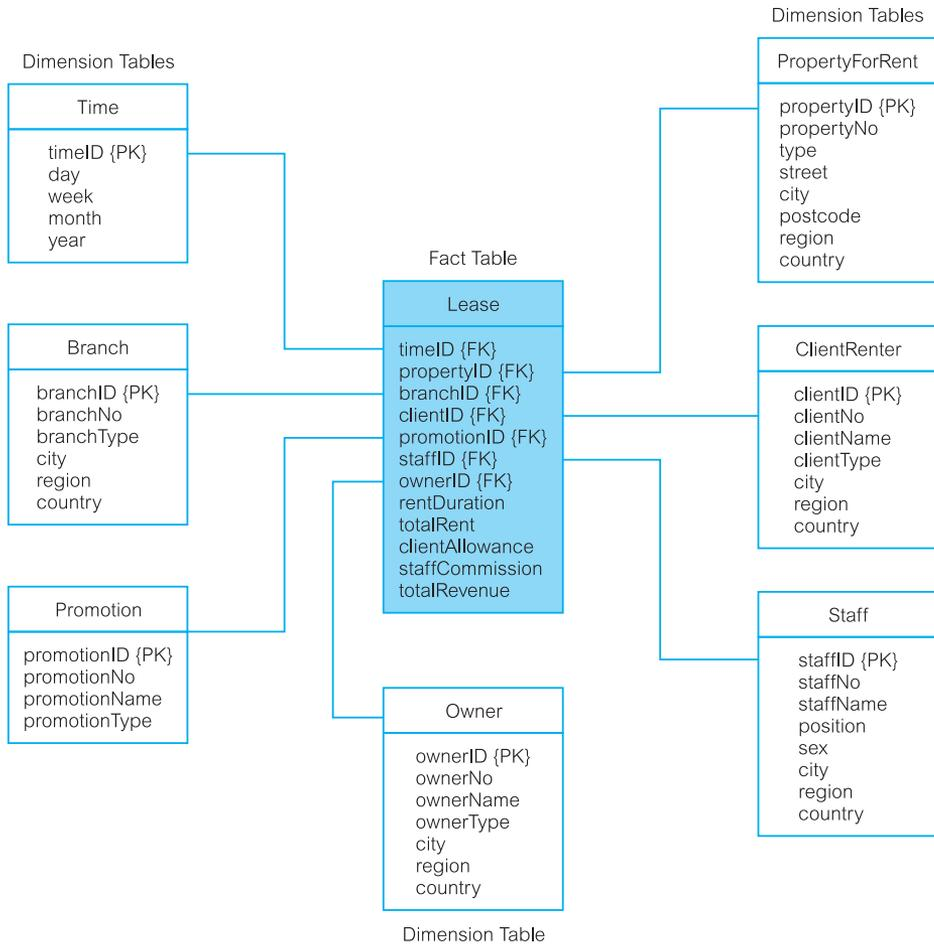 Dimension Tables
Time
timeID {PK}
day
week
month
year
Branch
branchID {PK}
branchNo
branchType
city
region
country
Promotion
promotionID {PK}
promotionNo
promotionName
promotionType
Fact Table
Lease
timeID {FK}
propertyID {FK}
branchID {FK}
clientID {FK}
promotionID {FK}
staffID {FK}
ownerID {FK}
rentDuration
totalRent
clientAllowance
staffCommission
totalRevenue
Owner
ownerID {PK}
ownerNo
ownerName
ownerType
city
region
country
Dimension Table
Dimension Tables
PropertyForRent
propertyID {PK}
propertyNo
type
street
city
postcode
region
country
ClientRenter
clientID {PK}
clientNo
clientName
clientType
city
region
country
Staff
staffID {PK}
staffNo
staffName
position
sex
city
region
country